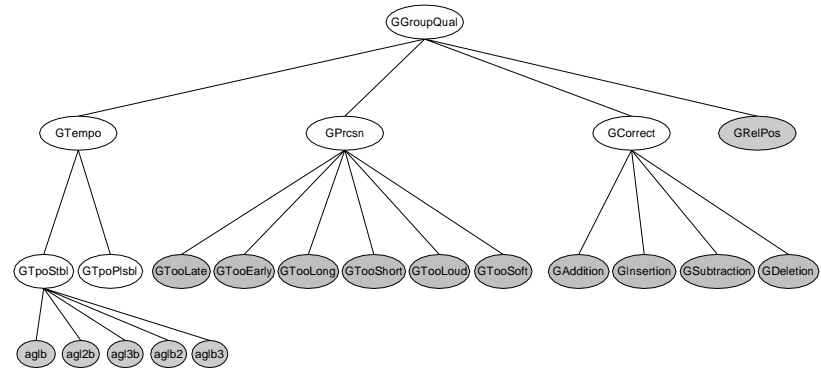 GGroupQual
GTempo GPrcsn GCorrect GRelPos
GTpoStbl GTpoPlsbl GTooLate GTooEarly GTooLong GTooShort GTooLoud GTooSoft GAddition GInsertion GSubtraction GDeletion
aglb agl2b agl3b aglb2 aglb3